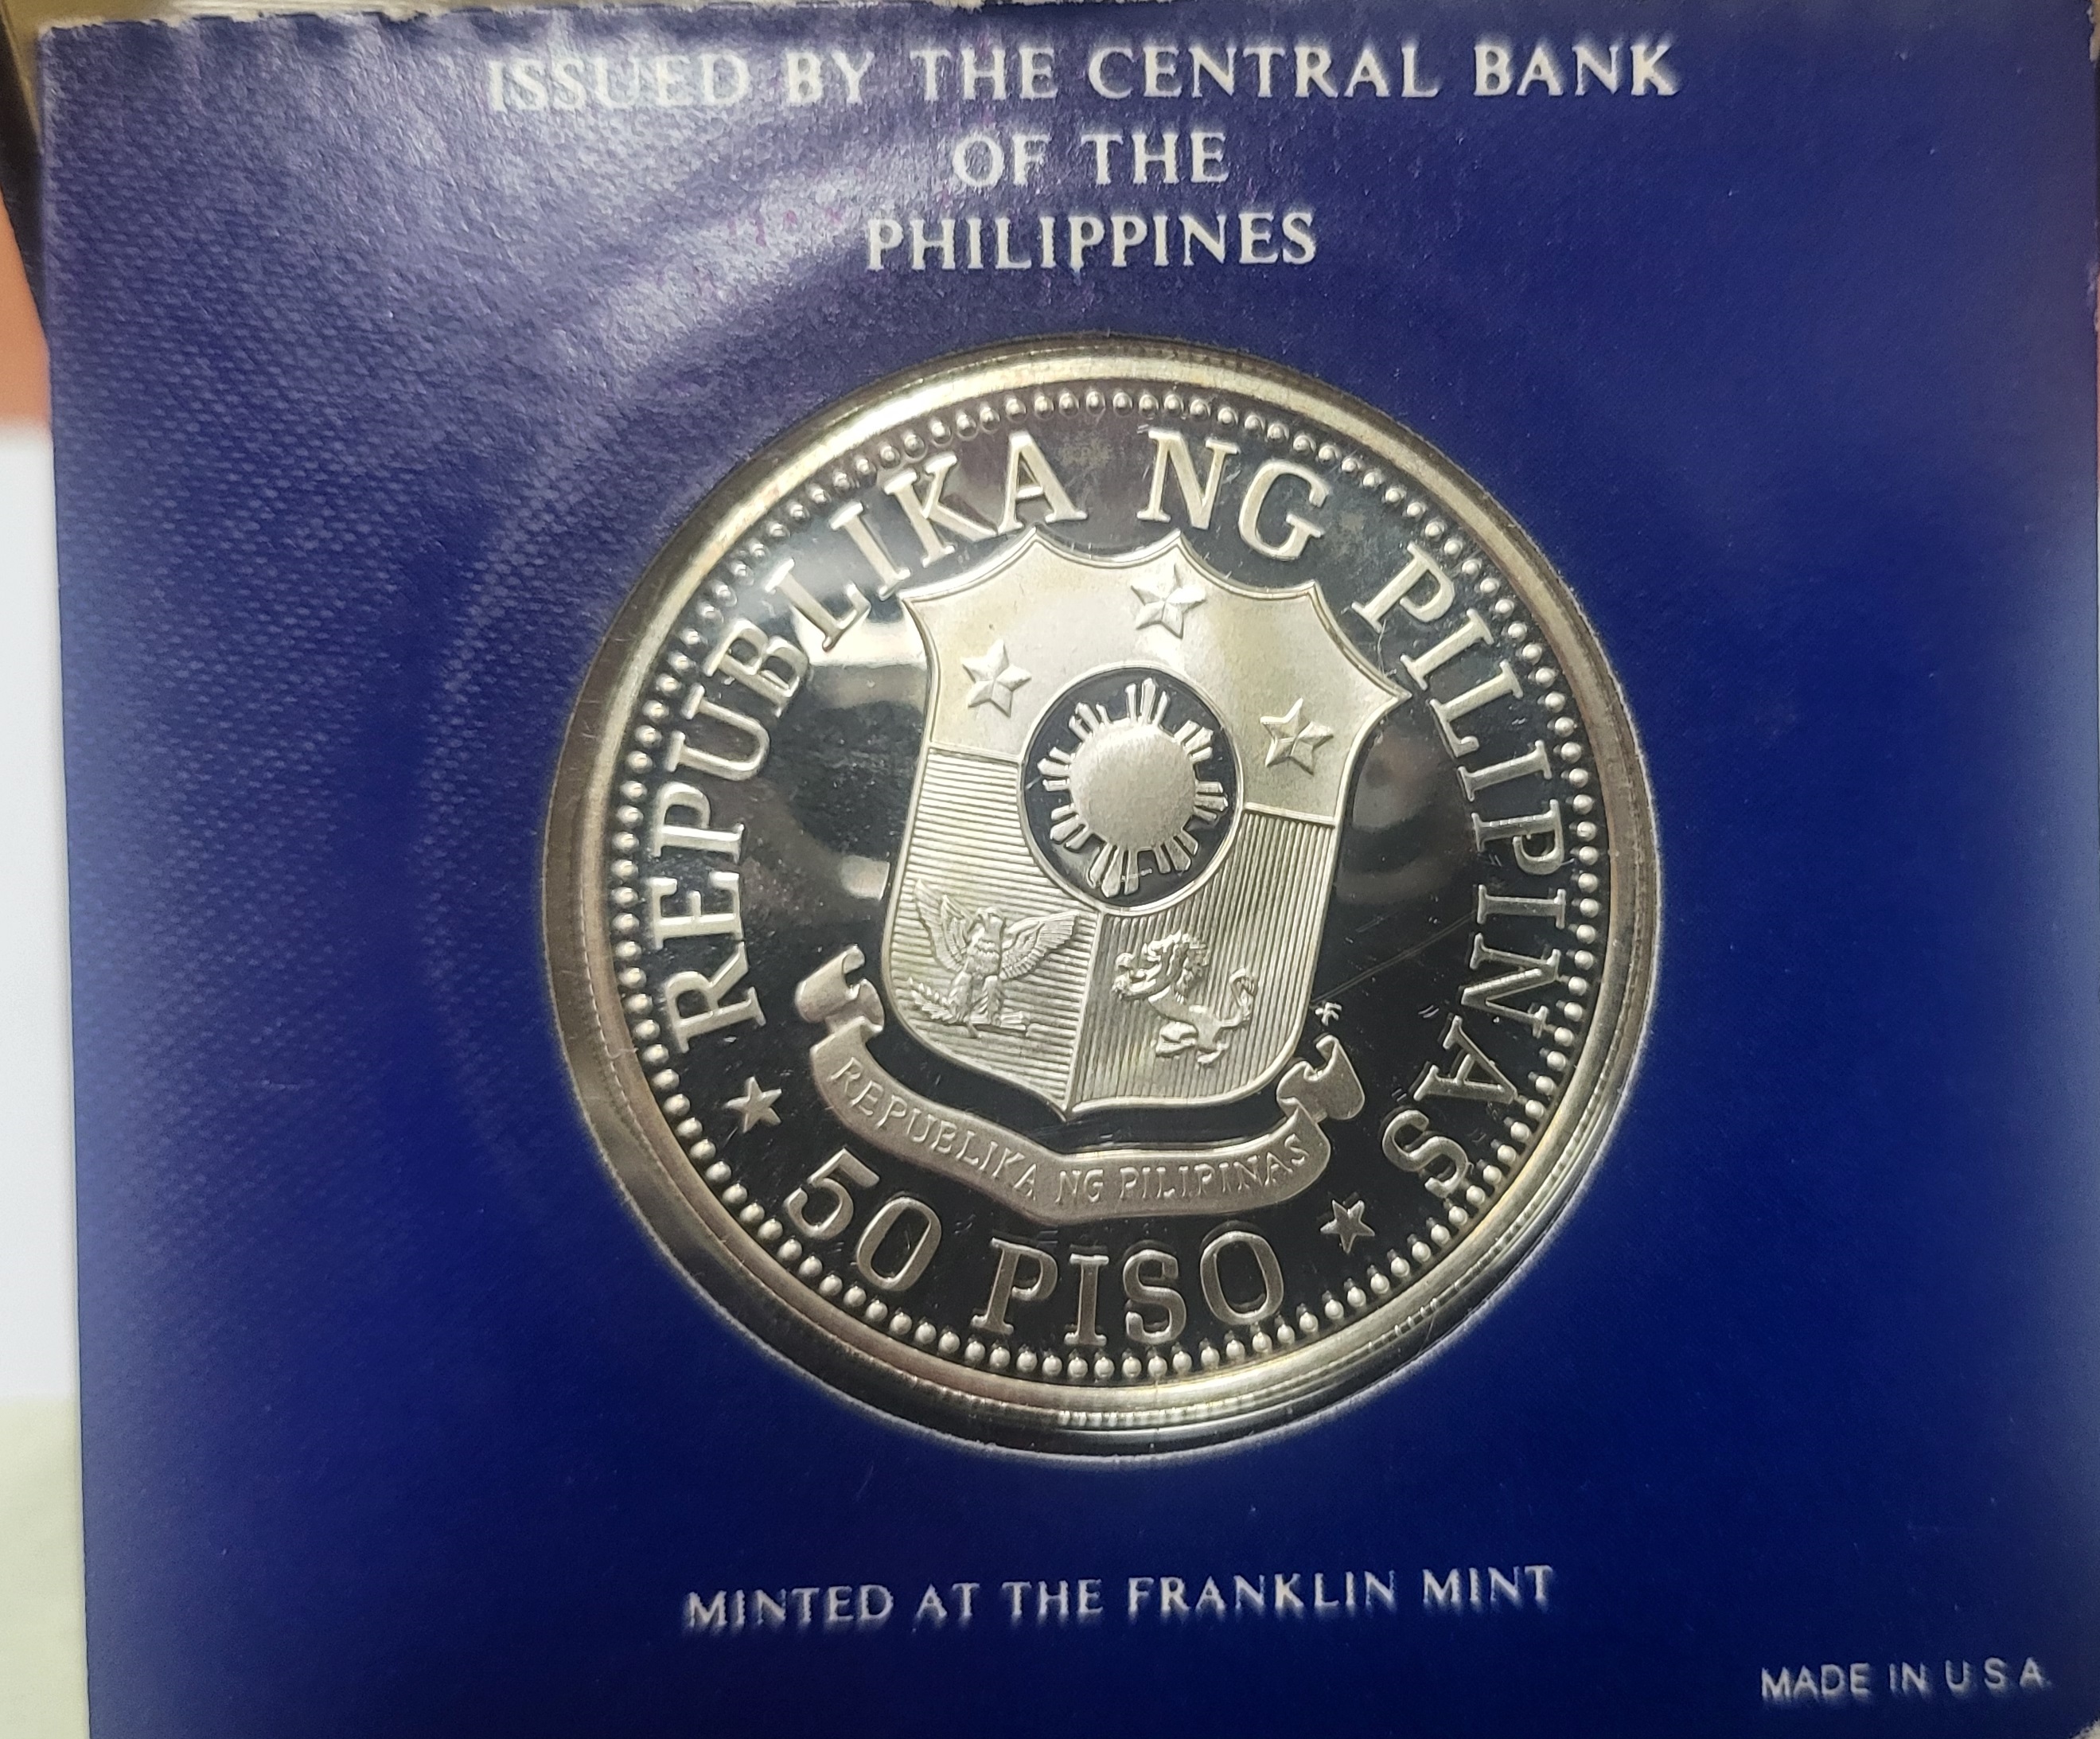 ISSUED BY THE CENTRAL BANK
OF THE
PHILIPPINES
REPUBLIKA NG PILIPINAS
REPUBLIKA NG PILIPINAS
50 PISO
MINTED AT THE FRANKLIN MINT
MADE IN U S A